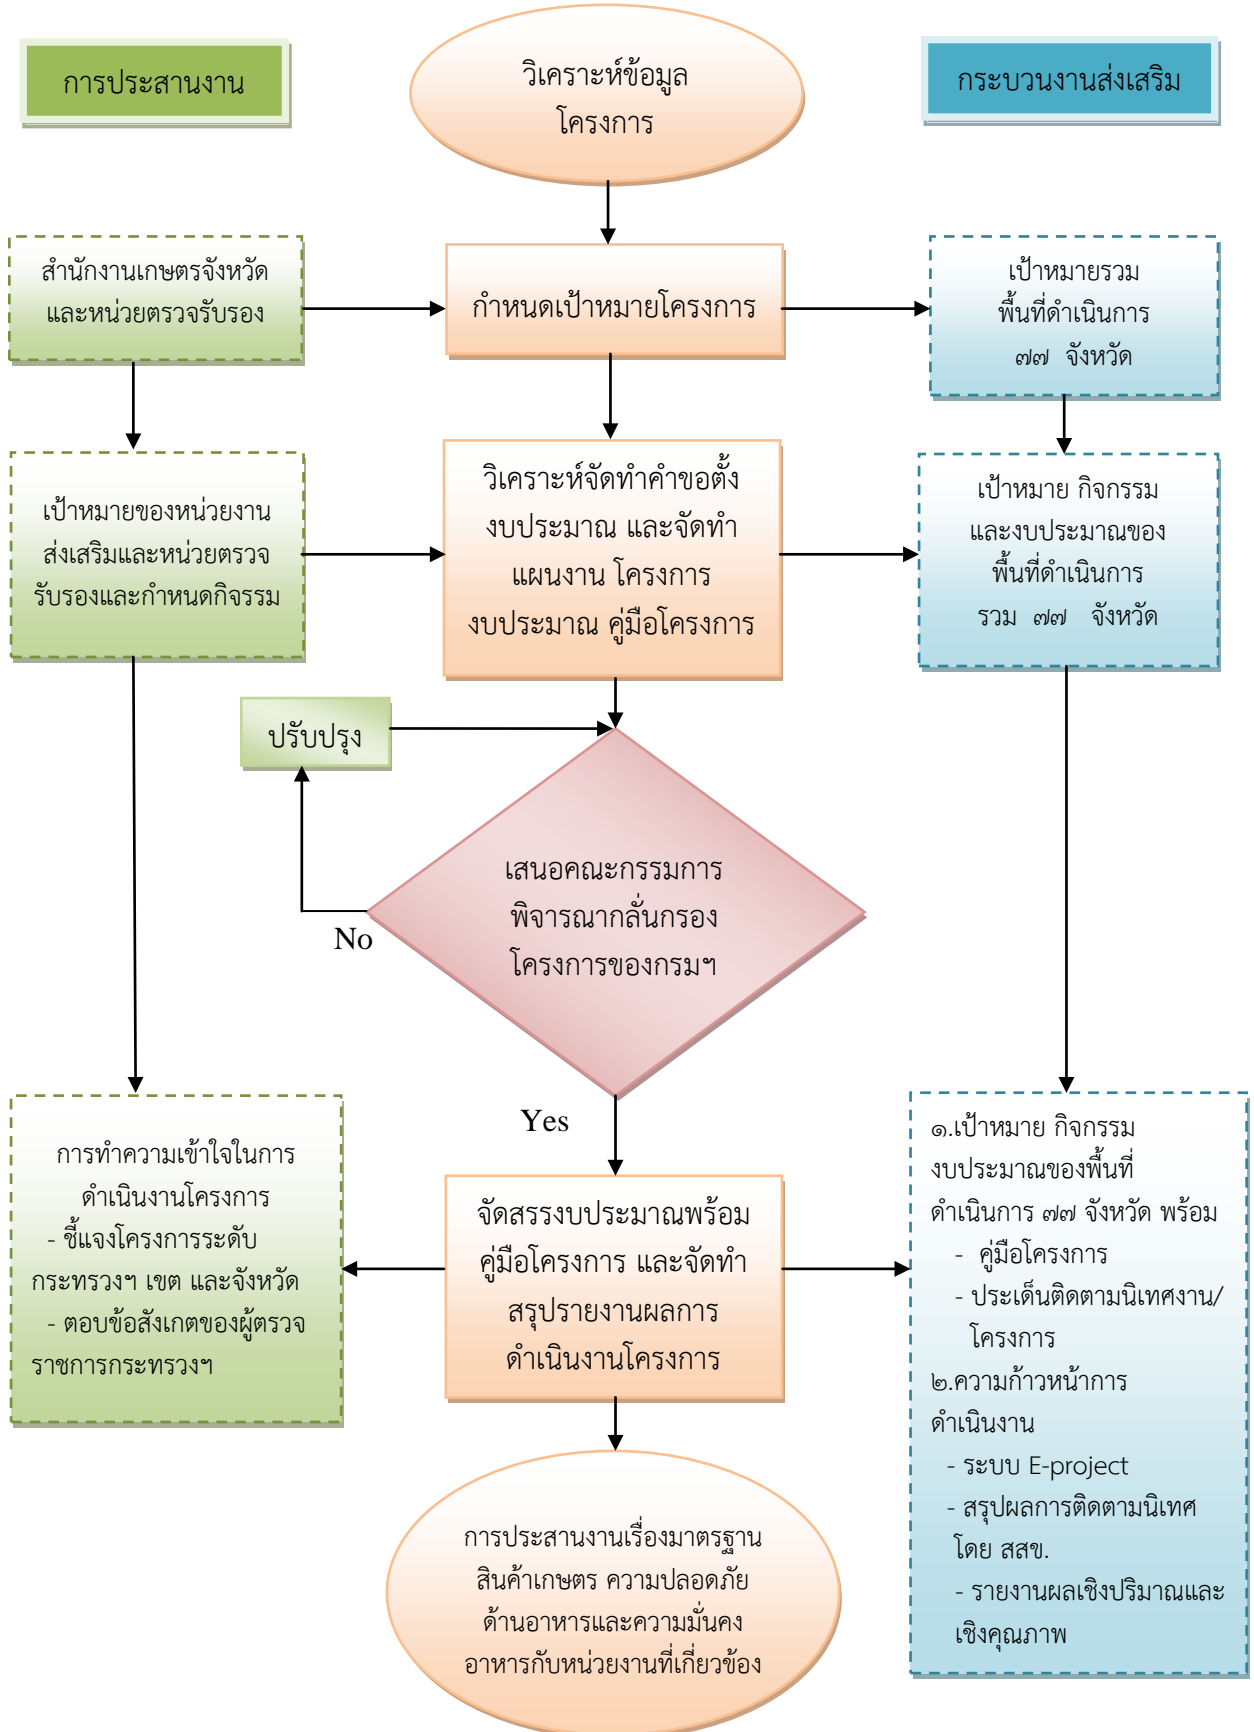 การประสานงาน
วิเคราะห์ข้อมูล
โครงการ
กระบวนงานส่งเสริม
สำนักงานเกษตรจังหวัด
และหน่วยตรวจรับรอง
กำหนดเป้าหมายโครงการ
เป้าหมายรวม
พื้นที่ดำเนินการ
๗๗ จังหวัด
เป้าหมายของหน่วยงาน
ส่งเสริมและหน่วยตรวจ
รับรองและกำหนดกิจกรรม
วิเคราะห์จัดทำคำขอตั้ง
งบประมาณ และจัดทำ
แผนงาน โครงการ
งบประมาณ คู่มือโครงการ
เป้าหมาย กิจกรรม
และงบประมาณของ
พื้นที่ดำเนินการ
รวม ๗๗ จังหวัด
ปรับปรุง
เสนอคณะกรรมการ
พิจารณากลั่นกรอง
โครงการของกรมฯ
No
Yes
การทำความเข้าใจในการ
ดำเนินงานโครงการ
- ชี้แจงโครงการระดับ
กระทรวงฯ เขต และจังหวัด
- ตอบข้อสังเกตของผู้ตรวจ
ราชการกระทรวงฯ
จัดสรรงบประมาณพร้อม
คู่มือโครงการ และจัดทำ
สรุปรายงานผลการ
ดำเนินงานโครงการ
๑.เป้าหมาย กิจกรรม
งบประมาณของพื้นที่
ดำเนินการ ๗๗ จังหวัด พร้อม
- คู่มือโครงการ
- ประเด็นติดตามนิเทศงาน/
โครงการ
๒.ความก้าวหน้าการ
ดำเนินงาน
- ระบบ E-project
- สรุปผลการติดตามนิเทศ
โดย สสข.
- รายงานผลเชิงปริมาณและ
เชิงคุณภาพ
การประสานงานเรื่องมาตรฐาน
สินค้าเกษตร ความปลอดภัย
ด้านอาหารและความมั่นคง
อาหารกับหน่วยงานที่เกี่ยวข้อง